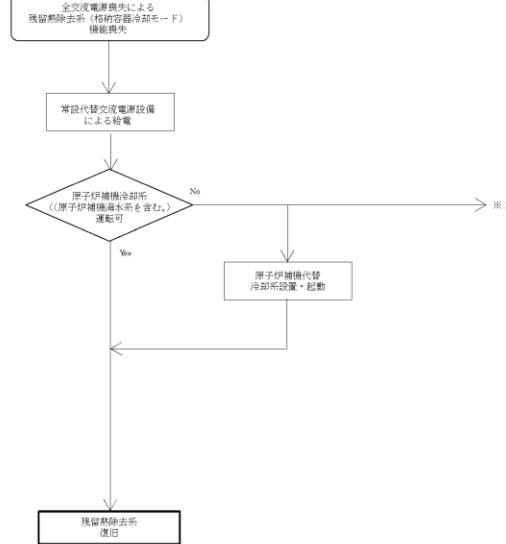 全交流電源喪失による
残留熱除去系（格納容器冷却モード）
機能喪失
常設代替交流電源設備
による給電
原子炉補機冷却系
（(原子炉補機海水系を含む。）
運転可
No
※1
Yes
原子炉補機代替
冷却系設置・起動
残留熱除去系
復旧